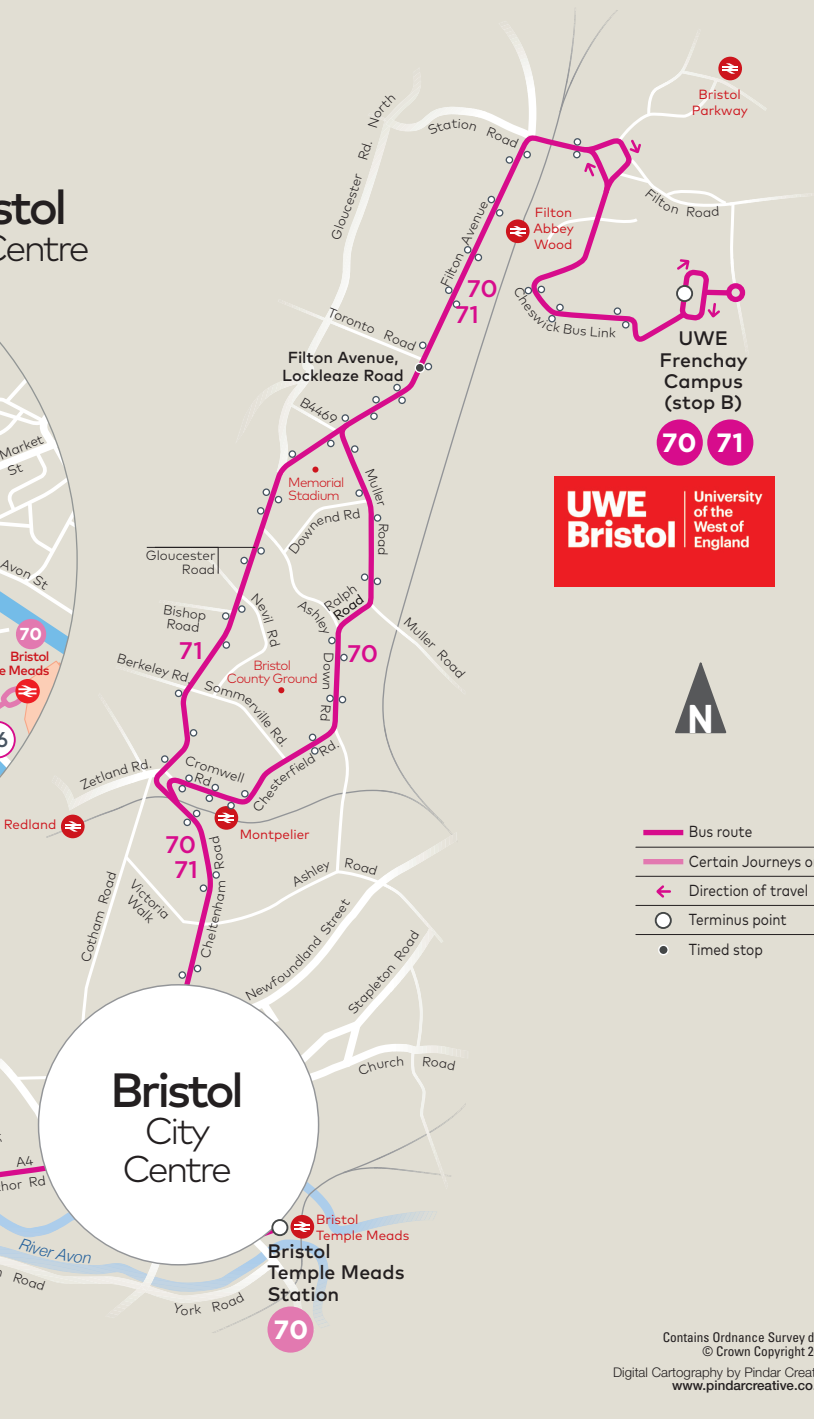 Bristol
Parkway
Gloucester Rd. North
Station Road
stol
Centre
Filton Road
Filton
Abbey
Wood
Filton Avenue
70
71
Cheswick Bus Link
Toronto Road
UWE
Frenchay
Campus
(stop B)
70
71
Filton Avenue,
Lockleaze Road
B4469
Market
St
Memorial
Stadium
Muller Road
UWE
Bristol
University
of the
West of
England
Downend Rd
Gloucester
Road
Avon St
Ralph
Road
Bishop
Road
Nevil Rd
Ashley Down Rd
Muller Road
70
Bristol
e Meads
71
70
Berkeley Rd.
Bristol
County Ground
Sommerville Rd.
N
6
Zetland Rd.
Cromwell
Rd.
Chesterfield Rd.
Redland
Montpelier
70
71
Bus route
Certain Journeys o
Direction of travel
Terminus point
Timed stop
Cheltenham Road
Victoria
Walk
Ashley Road
Cotham Road
Newfoundland Street
Stapleton Road
Church Road
Bristol
City
Centre
A4
hor Rd
River Avon
Road
York Road
Bristol
Temple Meads
Bristol
Temple Meads
Station
70
Contains Ordnance Survey d
© Crown Copyright 2
Digital Cartography by Pindar Creat
www.pindarcreative.co